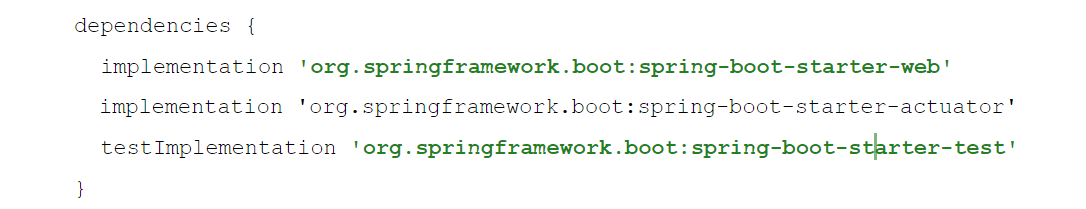 dependencies {
implementation 'org.springframework.boot:spring-boot-starter-web'
implementation 'org.springframework.boot:spring-boot-starter-actuator'
testImplementation 'org.springframework.boot:spring-boot-starter-test'
}